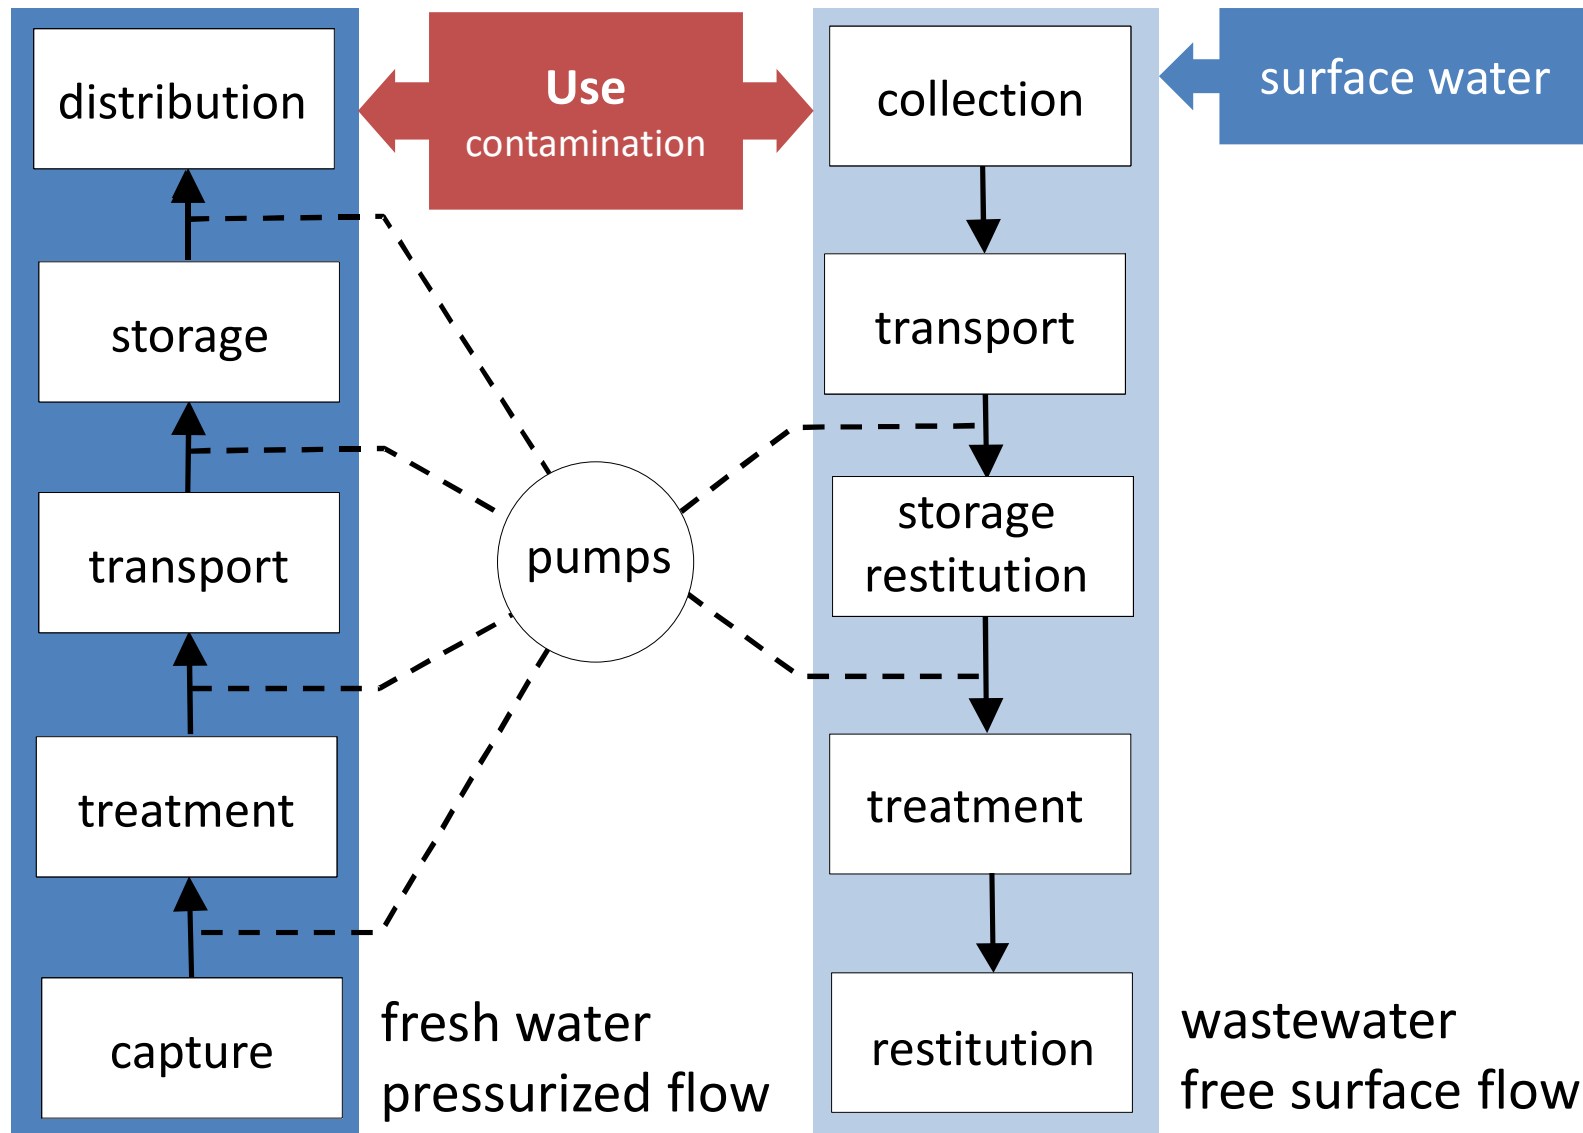 distribution
storage
transport
treatment
capture
Use
contamination
pumps
fresh water
pressurized flow
collection
transport
storage
restitution
treatment
restitution
surface water
wastewater
free surface flow